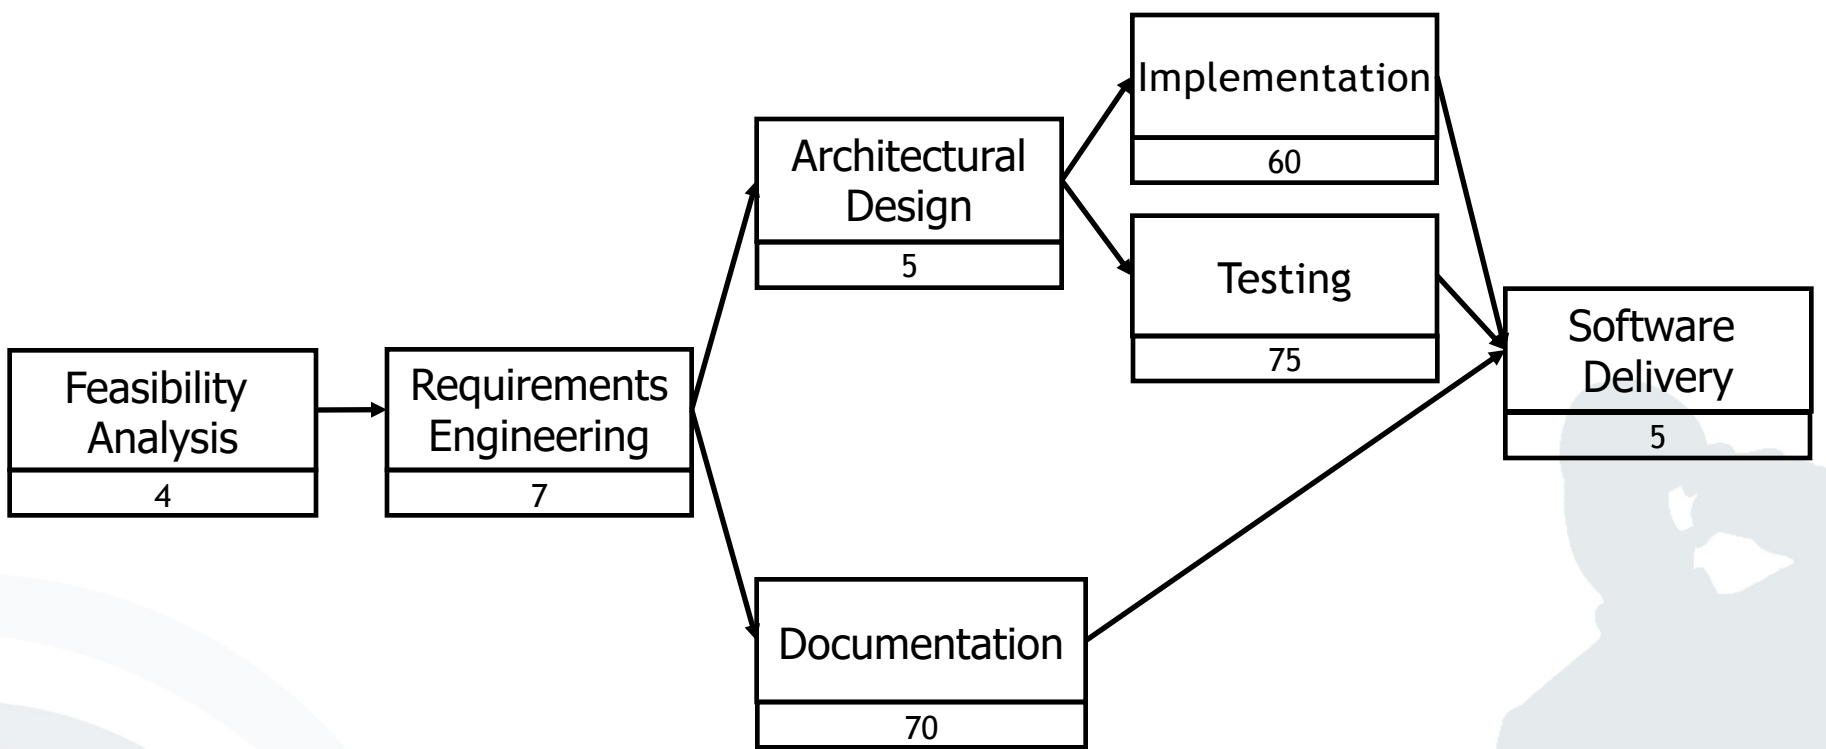 Feasibility
Analysis
4
Requirements
Engineering
7
Architectural
Design
5
Implementation
60
Testing
75
Documentation
70
Software
Delivery
5